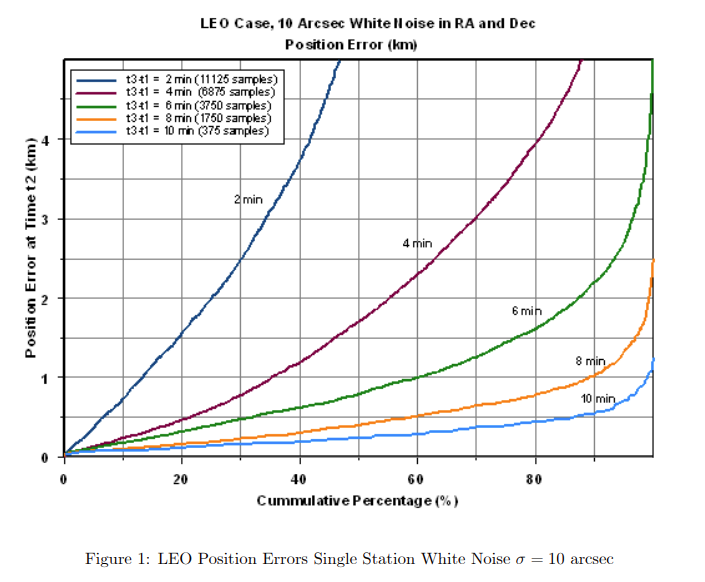 LEO Case, 10 Arcsec White Noise in RA and Dec
Position Error (km)
t3-t1 = 2 min (11125 samples)
t3-t1 = 4 min (6875 samples)
t3-t1 = 6 min (3750 samples)
t3-t1 = 8 min (1750 samples)
t3-t1 = 10 min (375 samples)
Position Error at Time t2 (km)
4
3
2
1
0
2 min
4 min
6 min
8 min
10 min
0 20 40 60 80
Cummulative Percentage (%)
Figure 1: LEO Position Errors Single Station White Noise σ = 10 arcsec